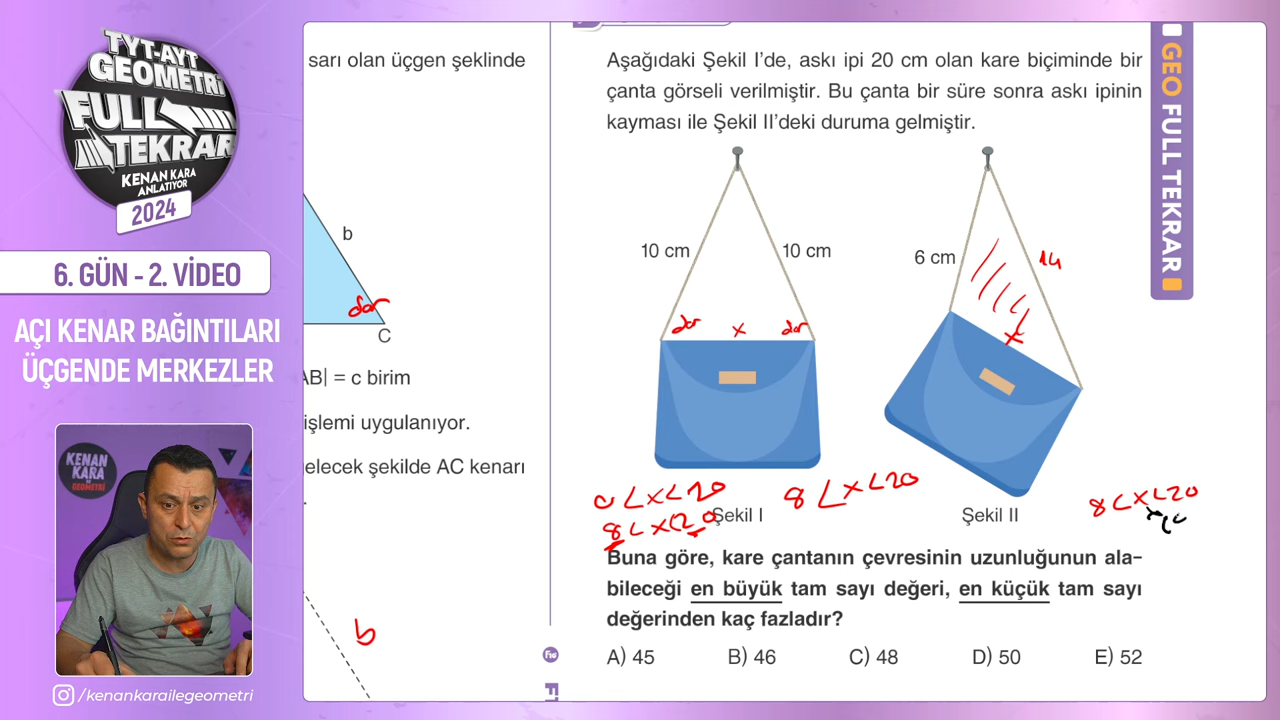 TYT-AYT
GEOMETRİ
FULL
TEKRAR
KENAN KARA
ANLATIYOR
2024
6. GÜN - 2. VİDEO
AÇI KENAR BAĞINTILARI
ÜÇGENDE MERKEZLER
KENAN
KARA
GEOMETRİ
/kenankarailegeometri
sarı olan üçgen şeklinde
b
dar
C
AB| = c birim
işlemi uygulanıyor.
elecek şekilde AC kenarı
b
Aşağıdaki Şekil I'de, askı ipi 20 cm olan kare biçiminde bir
çanta görseli verilmiştir. Bu çanta bir süre sonra askı ipinin
kayması ile Şekil II'deki duruma gelmiştir.
10 cm
10 cm
6 cm
14
dar x dar
x
0<x<20
8<x<20
8<x<20
8<x<20
Şekil I
Şekil II
Buna göre, kare çantanın çevresinin uzunluğunun ala-
bileceği en büyük tam sayı değeri, en küçük tam sayı
değerinden kaç fazladır?
A) 45 B) 46 C) 48 D) 50 E) 52
GEO FULL TEKRAR